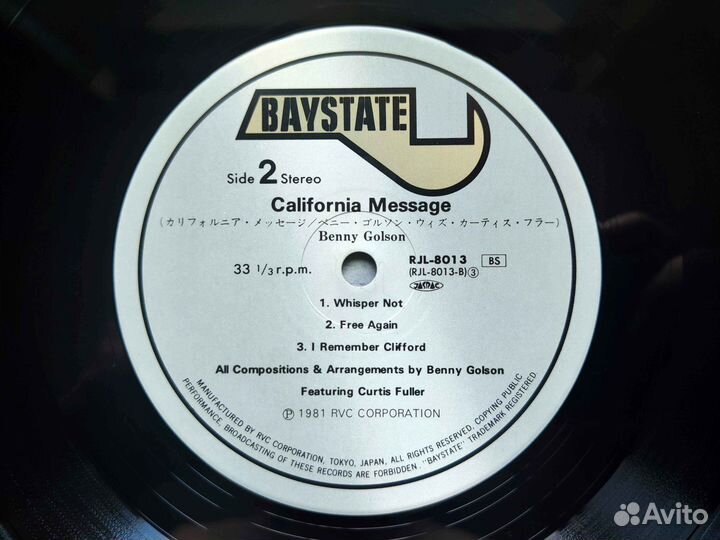 BAYSTATE
Side 2 Stereo
California Message
(カリフォルニア・メッセージ/ベニー・ゴルソン・ウィズ・カーティス・フラー)
Benny Golson
33 1/3 r.p.m.
RJL-8013 BS
(RJL-8013-B)③
JASRAC
1. Whisper Not
2. Free Again
3. I Remember Clifford
All Compositions & Arrangements by Benny Golson
Featuring Curtis Fuller
Ⓟ 1981 RVC CORPORATION
MANUFACTURED BY RVC CORPORATION, TOKYO, JAPAN, ALL RIGHTS RESERVED, COPYING PUBLIC
PERFORMANCE, BROADCASTING OF THESE RECORDS ARE FORBIDDEN. "BAYSTATE" TRADEMARK REGISTERED.
Avito